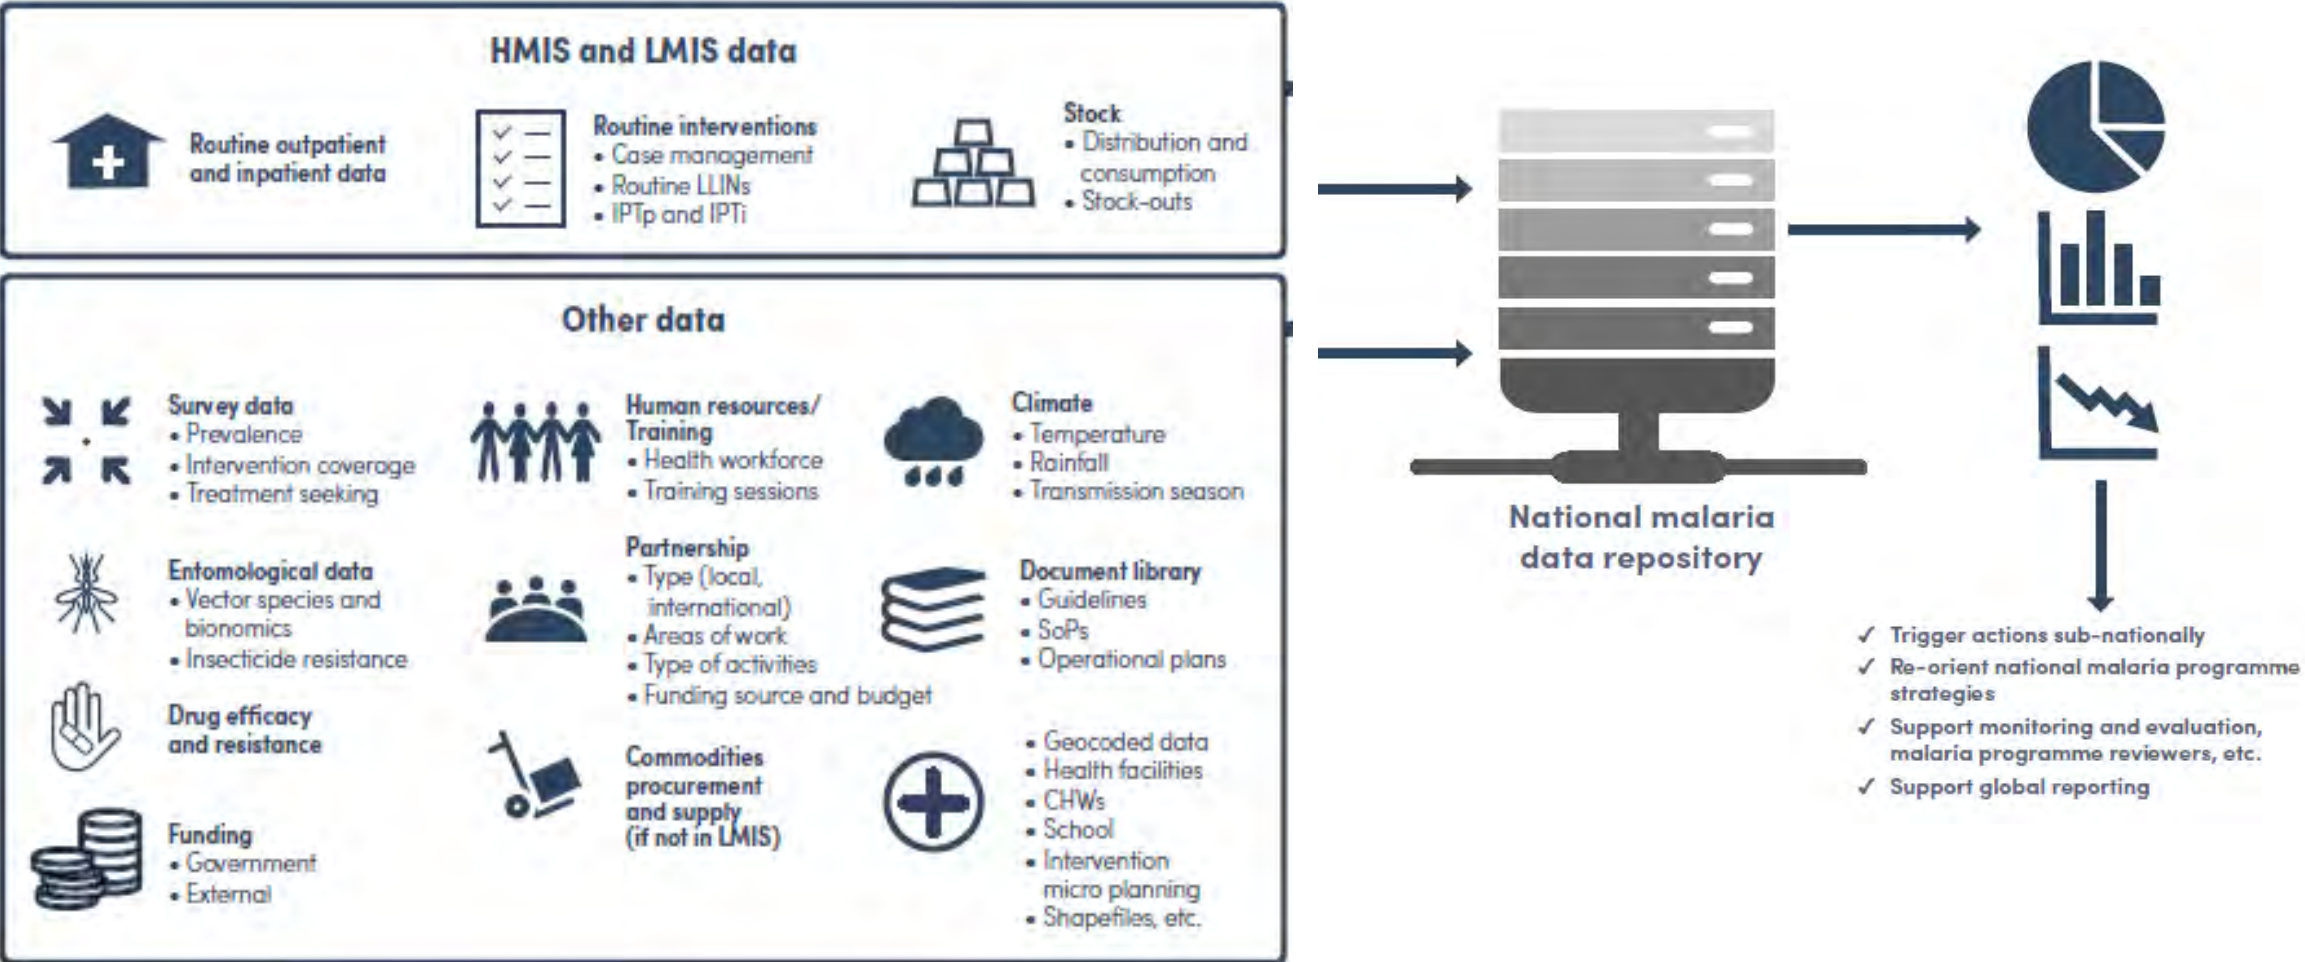 HMIS and LMIS data
Routine outpatient
and inpatient data
Routine interventions
• Case management
• Routine LLINs
• IPTp and IPTi
Stock
• Distribution and
consumption
• Stock-outs
Other data
Survey data
• Prevalence
• Intervention coverage
• Treatment seeking
Entomological data
• Vector species and
bionomics
• Insecticide resistance
Drug efficacy
and resistance
Funding
• Government
• External
Human resources/
Training
• Health workforce
• Training sessions
Partnership
• Type (local,
international)
• Areas of work
• Type of activities
• Funding source and budget
Commodities
procurement
and supply
(if not in LMIS)
Climate
• Temperature
• Rainfall
• Transmission season
Document library
• Guidelines
• SoPs
• Operational plans
• Geocoded data
• Health facilities
• CHWs
• School
• Intervention
micro planning
• Shapefiles, etc.
National malaria
data repository
✓ Trigger actions sub-nationally
✓ Re-orient national malaria programme
strategies
✓ Support monitoring and evaluation,
malaria programme reviewers, etc.
✓ Support global reporting